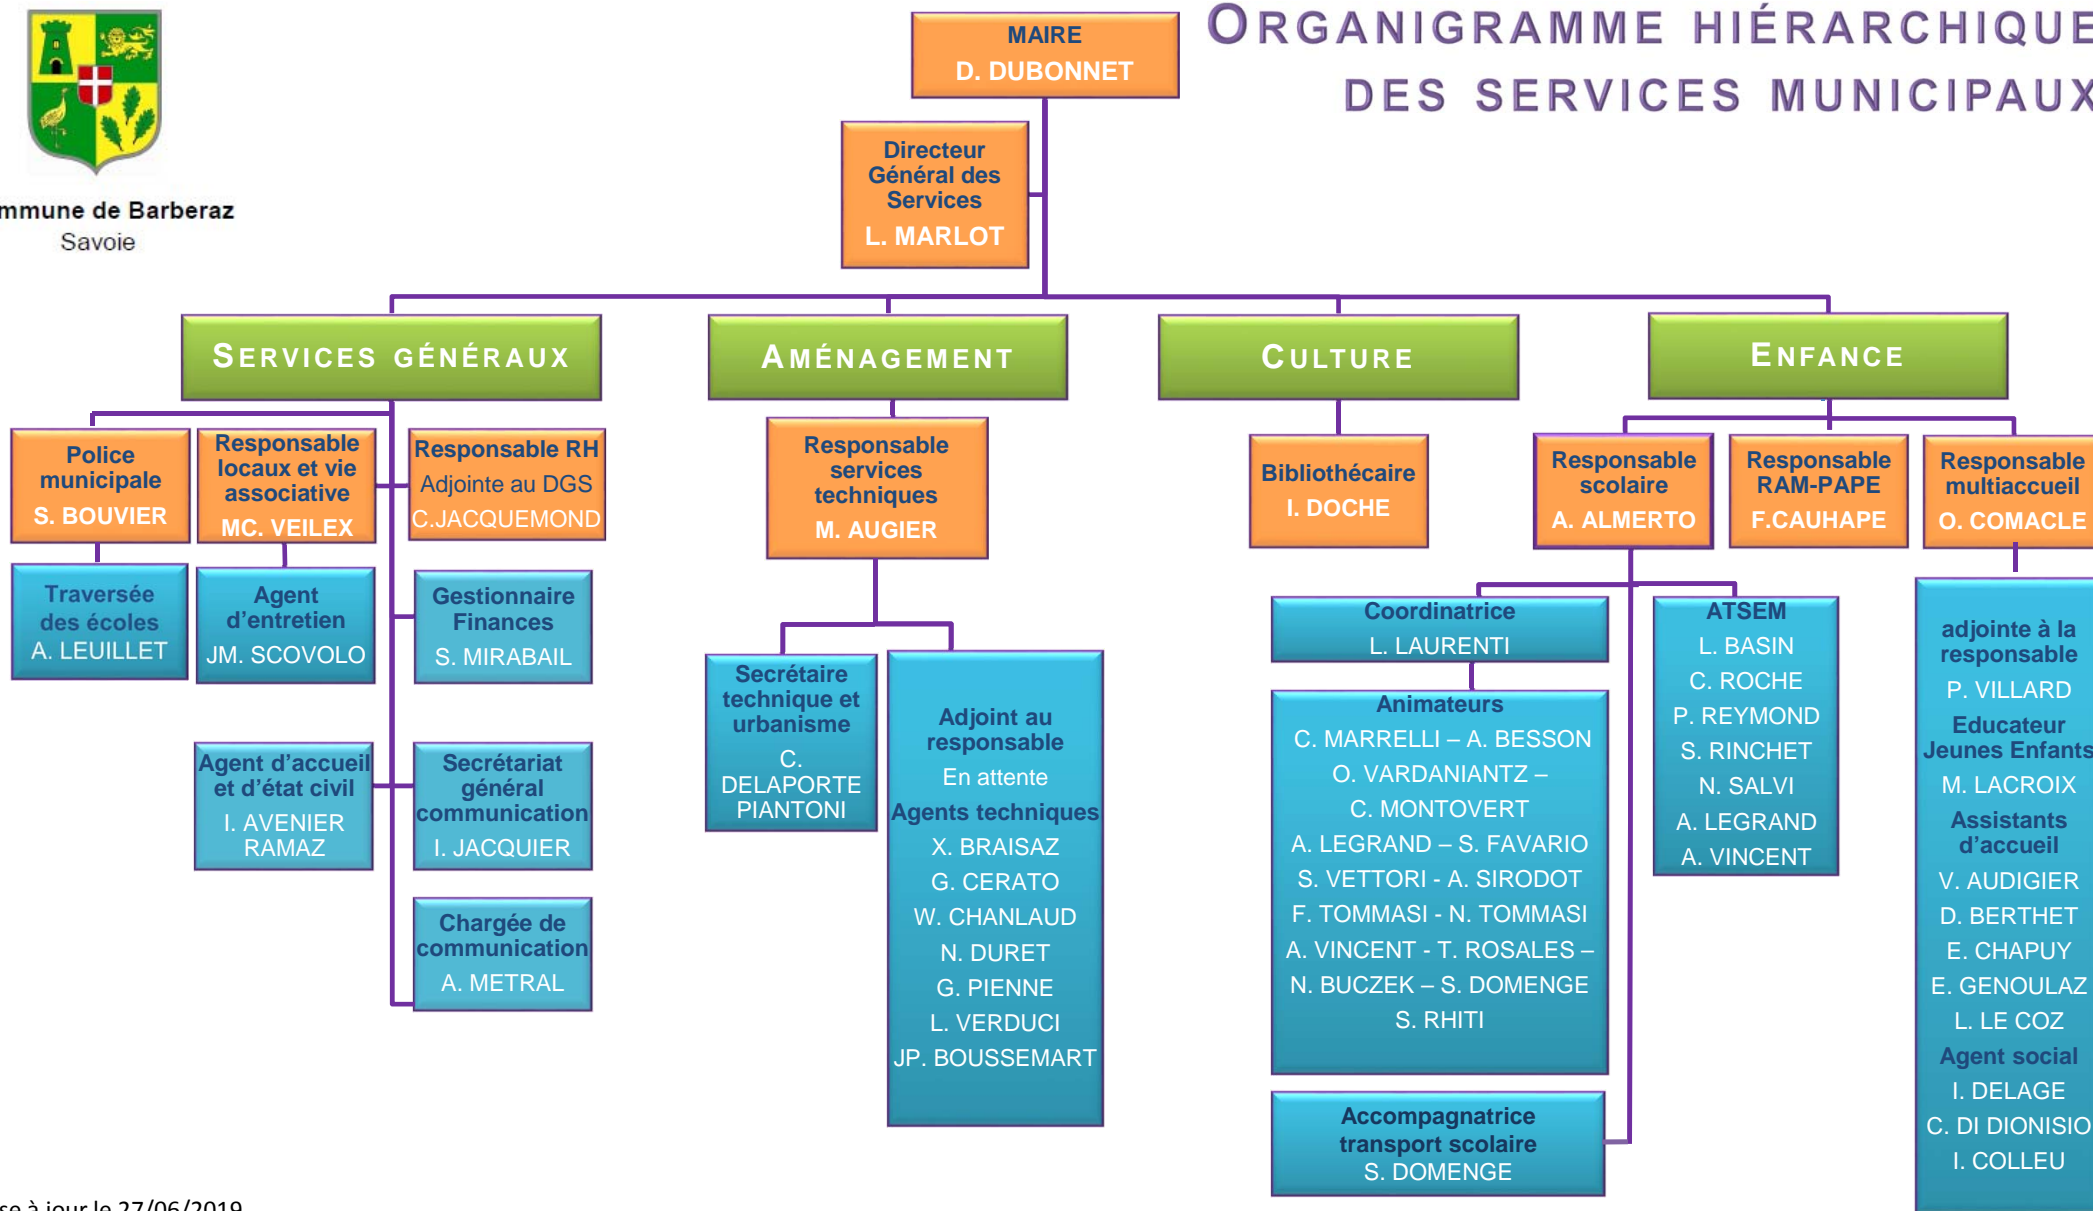 ORGANIGRAMME HIÉRARCHIQUE
DES SERVICES MUNICIPAUX
mmune de Barberaz
Savoie
MAIRE
D. DUBONNET
Directeur
Général des
Services
L. MARLOT
SERVICES GÉNÉRAUX
AMÉNAGEMENT
CULTURE
ENFANCE
Police
municipale
S. BOUVIER
Responsable
locaux et vie
associative
MC. VEILEX
Responsable RH
Adjointe au DGS
C.JACQUEMOND
Traversée
des écoles
A. LEUILLET
Agent
d'entretien
JM. SCOVOLO
Gestionnaire
Finances
S. MIRABAIL
Agent d'accueil
et d'état civil
I. AVENIER
RAMAZ
Secrétariat
général
communication
I. JACQUIER
Chargée de
communication
A. METRAL
Responsable
services
techniques
M. AUGIER
Secrétaire
technique et
urbanisme
C.
DELAPORTE
PIANTONI
Adjoint au
responsable
En attente
Agents techniques
X. BRAISAZ
G. CERATO
W. CHANLAUD
N. DURET
G. PIENNE
L. VERDUCI
JP. BOUSSEMART
Bibliothécaire
I. DOCHE
Responsable
scolaire
A. ALMERTO
Responsable
RAM-PAPE
F.CAUHAPE
Responsable
multiaccueil
O. COMACLE
Coordinatrice
L. LAURENTI
Animateurs
C. MARRELLI – A. BESSON
O. VARDANIANTZ –
C. MONTOVERT
A. LEGRAND – S. FAVARIO
S. VETTORI - A. SIRODOT
F. TOMMASI - N. TOMMASI
A. VINCENT - T. ROSALES –
N. BUCZEK – S. DOMENGE
S. RHITI
Accompagnatrice
transport scolaire
S. DOMENGE
ATSEM
L. BASIN
C. ROCHE
P. REYMOND
S. RINCHET
N. SALVI
A. LEGRAND
A. VINCENT
adjointe à la
responsable
P. VILLARD
Educateur
Jeunes Enfants
M. LACROIX
Assistants
d'accueil
V. AUDIGIER
D. BERTHET
E. CHAPUY
E. GENOULAZ
L. LE COZ
Agent social
I. DELAGE
C. DI DIONISIO
I. COLLEU
se à jour le 27/06/2019